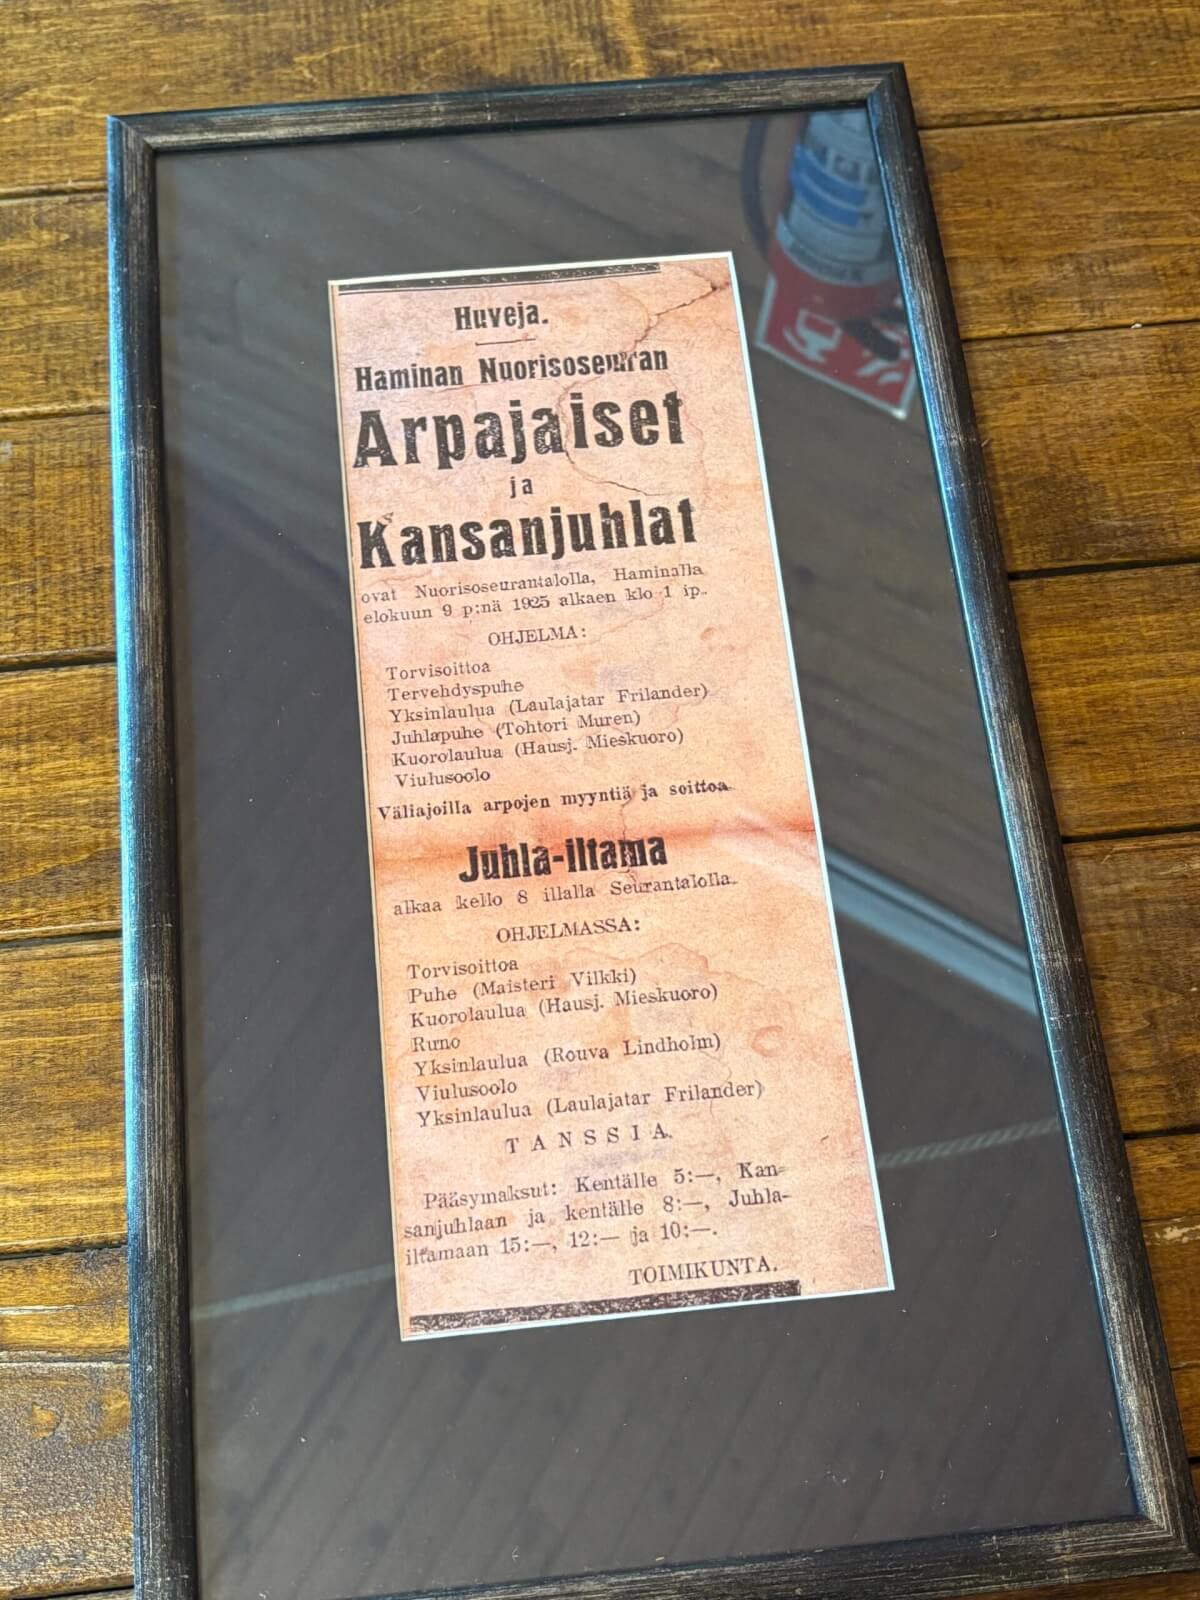 Huveja.
Haminan Nuorisoseuran
Arpajaiset
ja
Kansanjuhlat
ovat Nuorisoseurantalolla, Haminalla
elokuun 9 p:nä 1925 alkaen klo 1 ip.
OHJELMA:
Torvisoittoa
Tervehdyspuhe
Yksinlaulua (Laulajatar Frilander)
Juhlapuhe (Tohtori Muren)
Kuorolaulua (Hausj. Mieskuoro)
Viulusoolo
Väliajoilla arpojen myyntiä ja soittoa
Juhla-iltama
alkaa kello 8 illalla Seurantalolla.
OHJELMASSA:
Torvisoittoa
Puhe (Maisteri Vilkki)
Kuorolaulua (Hausj. Mieskuoro)
Runo
Yksinlaulua (Rouva Lindholm)
Viulusoolo
Yksinlaulua (Laulajatar Frilander)
TANSSIA.
Pääsymaksut: Kentälle 5:—, Kan-
sanjuhlaan ja kentälle 8:—, Juhla-
iltamaan 15:—, 12:— ja 10:—.
TOIMIKUNTA.